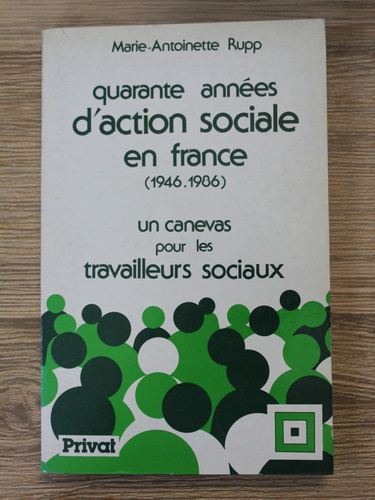 Marie-Antoinette Rupp
quarante années
d'action sociale
en france
(1946.1986)
un canevas
pour les
travailleurs sociaux
Privat